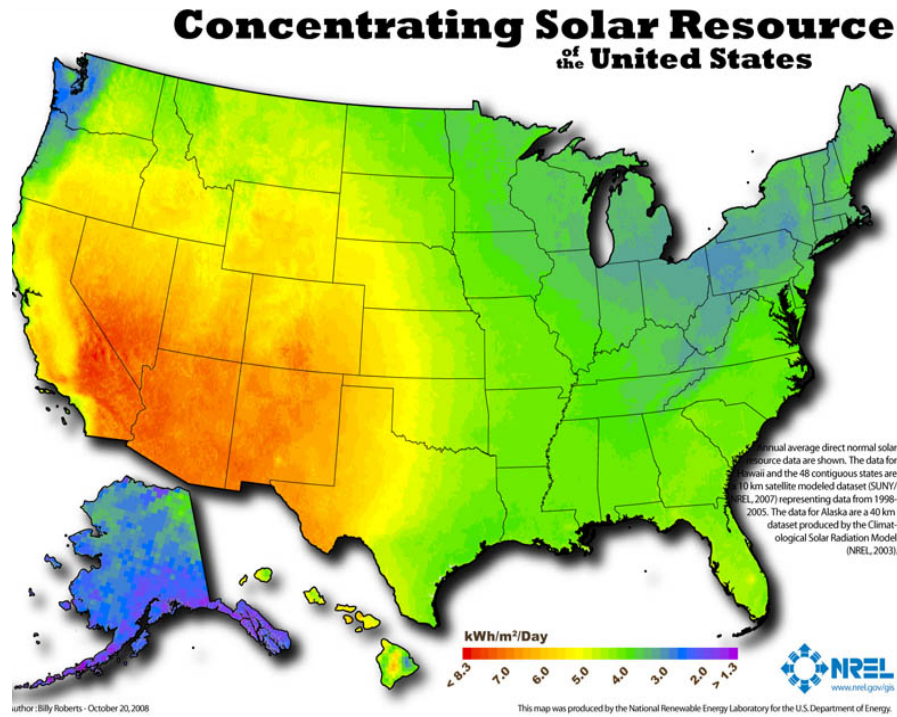 Concentrating Solar Resource
of the United States
Annual average direct normal solar
resource data are shown. The data for
Hawaii and the 48 contiguous states are
a 10 km satellite modeled dataset (SUNY/
NREL, 2007) representing data from 1998-
2005. The data for Alaska are a 40 km
dataset produced by the Climat-
ological Solar Radiation Model
(NREL, 2003).
kWh/m²/Day
< 8.3 7.0 6.0 5.0 4.0 3.0 2.0 > 1.3
NREL
www.nrel.gov/gis
uthor : Billy Roberts - October 20, 2008
This map was produced by the National Renewable Energy Laboratory for the U.S. Department of Energy.